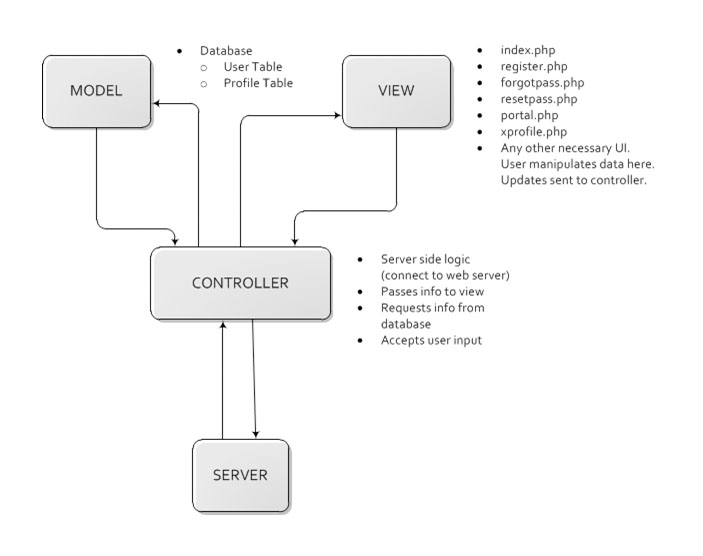 MODEL
• Database
○ User Table
○ Profile Table
VIEW
• index.php
• register.php
• forgotpass.php
• resetpass.php
• portal.php
• xprofile.php
• Any other necessary UI.
User manipulates data here.
Updates sent to controller.
CONTROLLER
• Server side logic
(connect to web server)
• Passes info to view
• Requests info from
database
• Accepts user input
SERVER